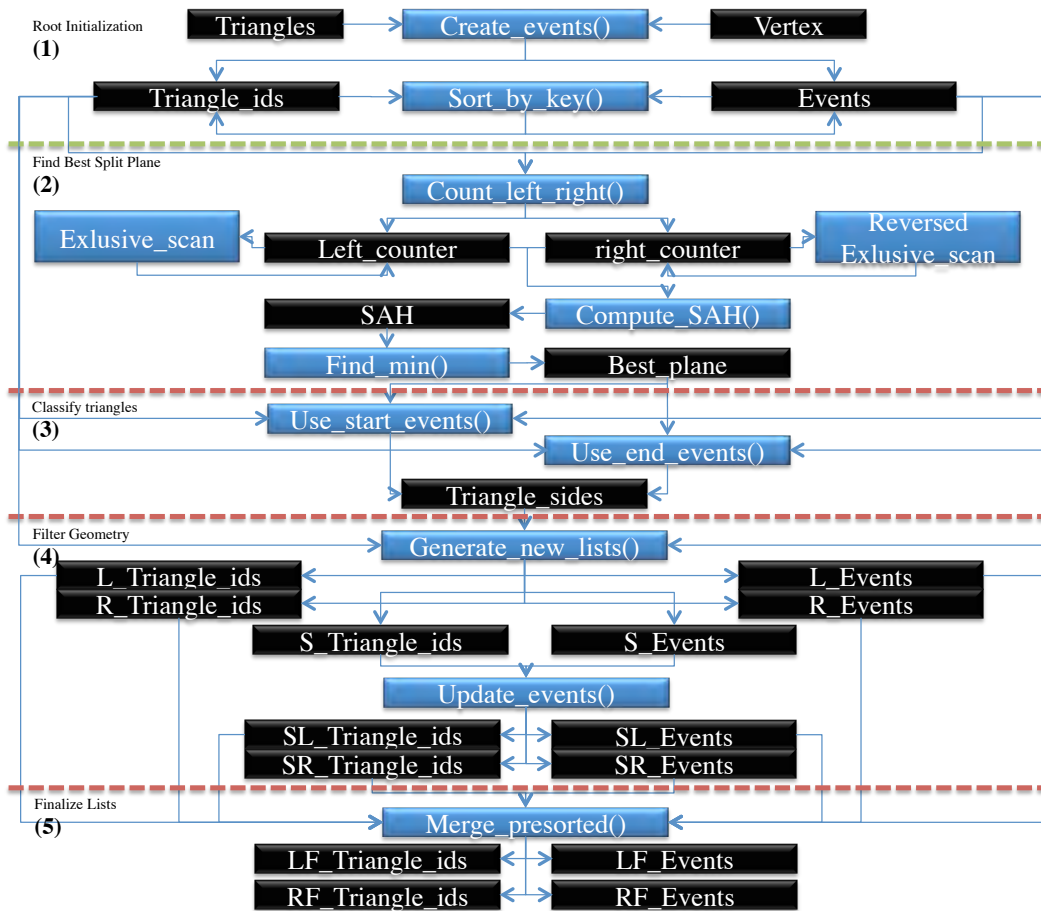 Root Initialization
(1)
Triangles
Create_events()
Vertex
Triangle_ids
Sort_by_key()
Events
Find Best Split Plane
(2)
Count_left_right()
Exlusive_scan
Left_counter
right_counter
Reversed
Exlusive_scan
SAH
Compute_SAH()
Find_min()
Best_plane
Classify triangles
(3)
Use_start_events()
Use_end_events()
Triangle_sides
Filter Geometry
(4)
Generate_new_lists()
L_Triangle_ids
L_Events
R_Triangle_ids
R_Events
S_Triangle_ids
S_Events
Update_events()
SL_Triangle_ids
SL_Events
SR_Triangle_ids
SR_Events
Finalize Lists
(5)
Merge_presorted()
LF_Triangle_ids
LF_Events
RF_Triangle_ids
RF_Events